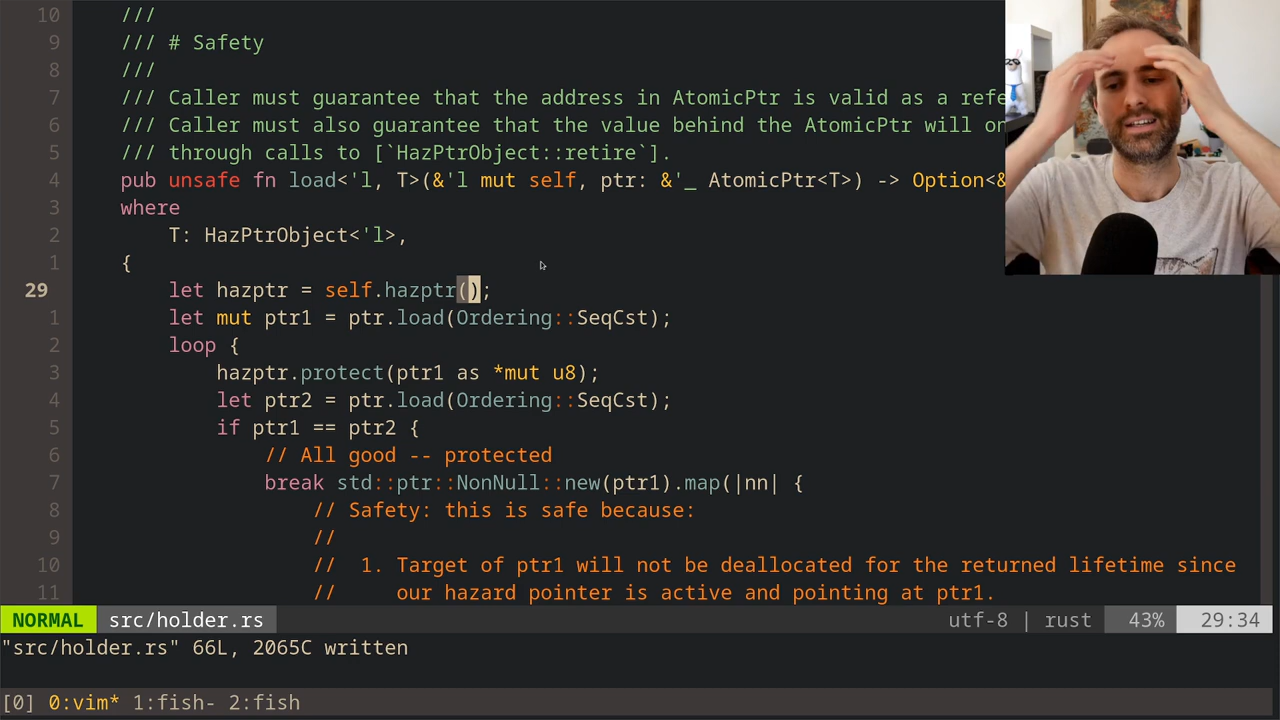 10 ///
9 /// # Safety
8 ///
7 /// Caller must guarantee that the address in AtomicPtr is valid as a
6 /// Caller must also guarantee that the value behind the AtomicPtr will
5 /// through calls to [`HazPtrObject::retire`].
4 pub unsafe fn load<'l, T>(&'l mut self, ptr: &'_ AtomicPtr<T>) -> Option<&
3 where
2 T: HazPtrObject<'l>,
1 {
29 let hazptr = self.hazptr();
1 let mut ptr1 = ptr.load(Ordering::SeqCst);
2 loop {
3 hazptr.protect(ptr1 as *mut u8);
4 let ptr2 = ptr.load(Ordering::SeqCst);
5 if ptr1 == ptr2 {
6 // All good -- protected
7 break std::ptr::NonNull::new(ptr1).map(|nn| {
8 // Safety: this is safe because:
9 //
10 // 1. Target of ptr1 will not be deallocated for the returned lifetime since
11 // our hazard pointer is active and pointing at ptr1.
NORMAL src/holder.rs utf-8 | rust 43% 29:34
"src/holder.rs" 66L, 2065C written
[0] 0:vim* 1:fish- 2:fish